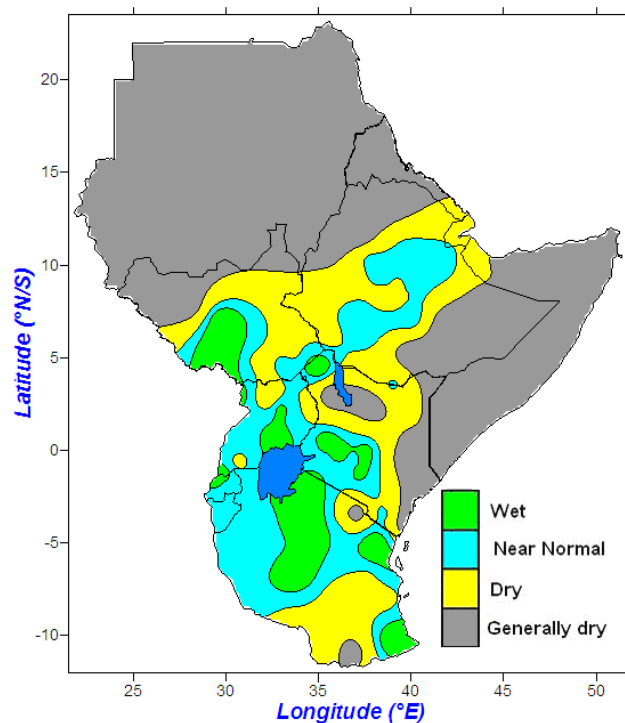 20
15
10
5
0
-5
-10
Latitude (°N/S)
Wet
Near Normal
Dry
Generally dry
25 30 35 40 45 50
Longitude (°E)